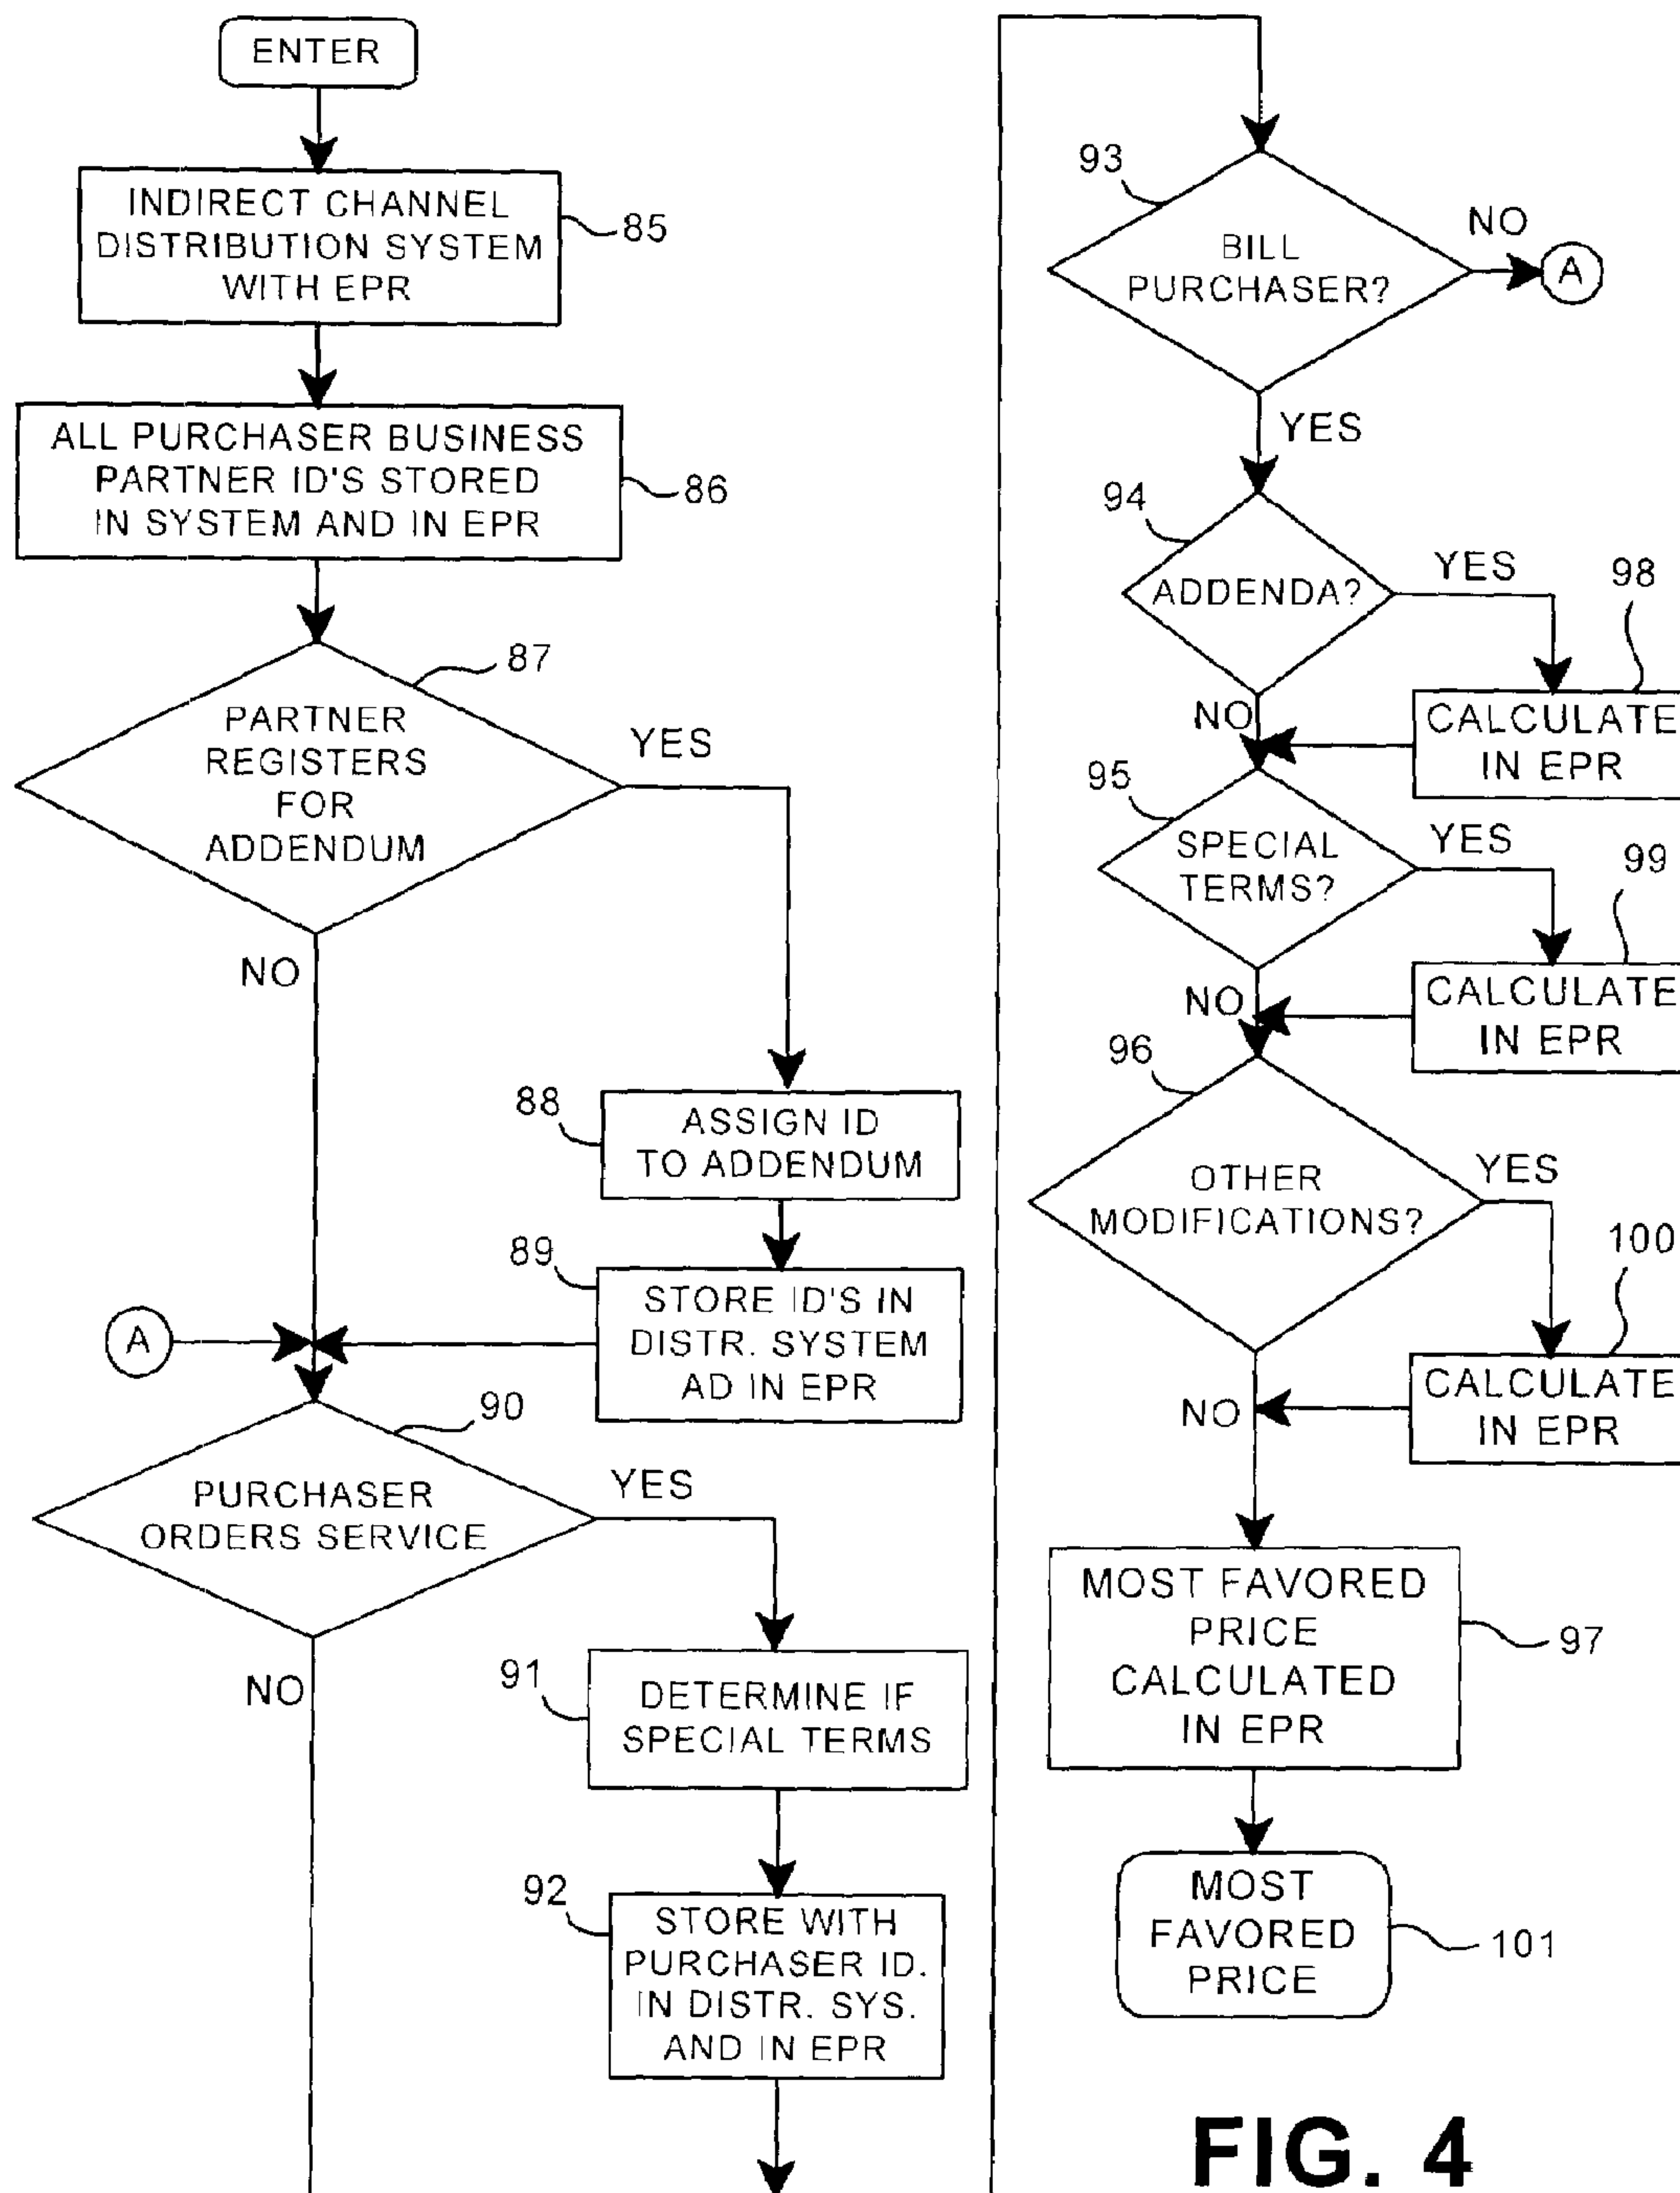 ENTER
INDIRECT CHANNEL
DISTRIBUTION SYSTEM
WITH EPR
85
ALL PURCHASER BUSINESS
PARTNER ID'S STORED
IN SYSTEM AND IN EPR
86
87
PARTNER
REGISTERS
FOR
ADDENDUM
YES
NO
88
ASSIGN ID
TO ADDENDUM
89
STORE ID'S IN
DISTR. SYSTEM
AD IN EPR
A
90
PURCHASER
ORDERS SERVICE
YES
NO
91
DETERMINE IF
SPECIAL TERMS
92
STORE WITH
PURCHASER ID.
IN DISTR. SYS.
AND IN EPR
93
BILL
PURCHASER?
NO
A
YES
94
ADDENDA?
YES
98
NO
CALCULATE
IN EPR
95
SPECIAL
TERMS?
YES
99
NO
CALCULATE
IN EPR
96
OTHER
MODIFICATIONS?
YES
100
NO
CALCULATE
IN EPR
MOST FAVORED
PRICE
CALCULATED
IN EPR
97
MOST
FAVORED
PRICE
101
FIG. 4